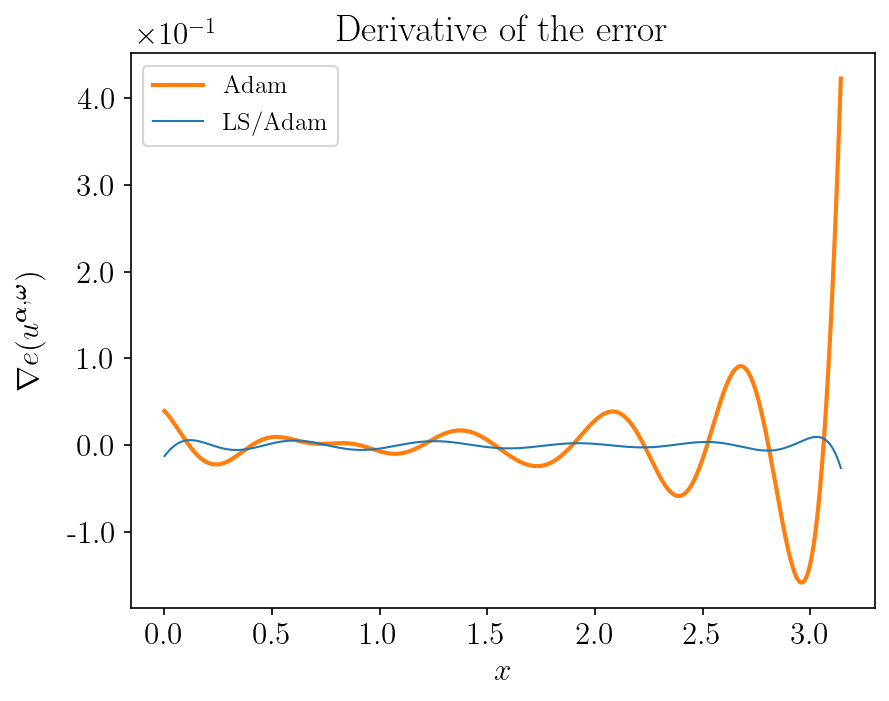 Derivative of the error
×10⁻¹
Adam
LS/Adam
4.0
3.0
2.0
1.0
0.0
-1.0
∇e(u^{α,ω})
0.0 0.5 1.0 1.5 2.0 2.5 3.0
x